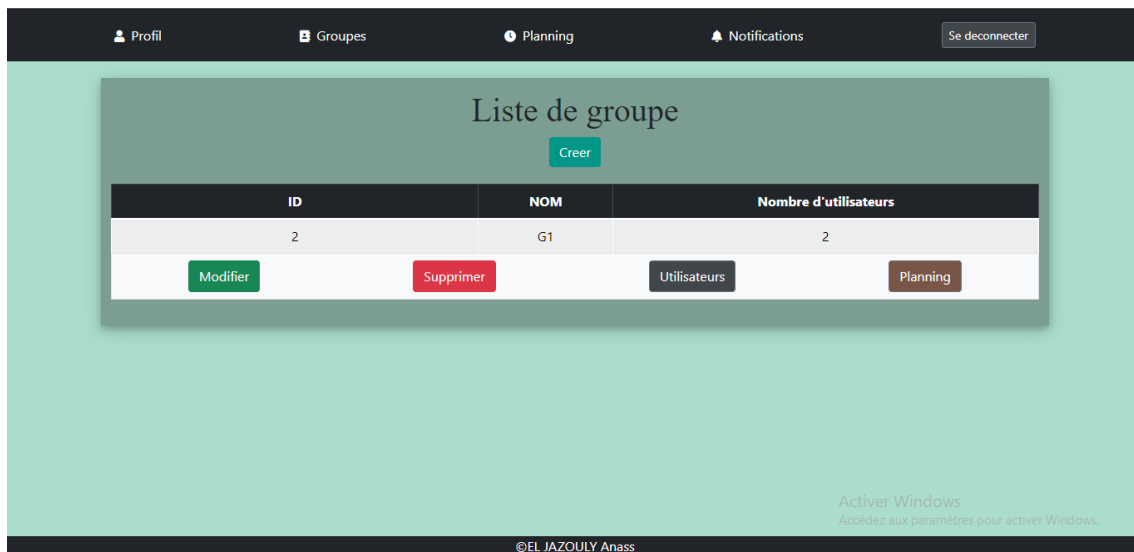 Profil Groupes Planning Notifications Se deconnecter
Liste de groupe
Creer
ID NOM Nombre d'utilisateurs
2 G1 2
Modifier Supprimer Utilisateurs Planning
Activer Windows
Accédez aux paramètres pour activer Windows.
©EL JAZOULY Anass